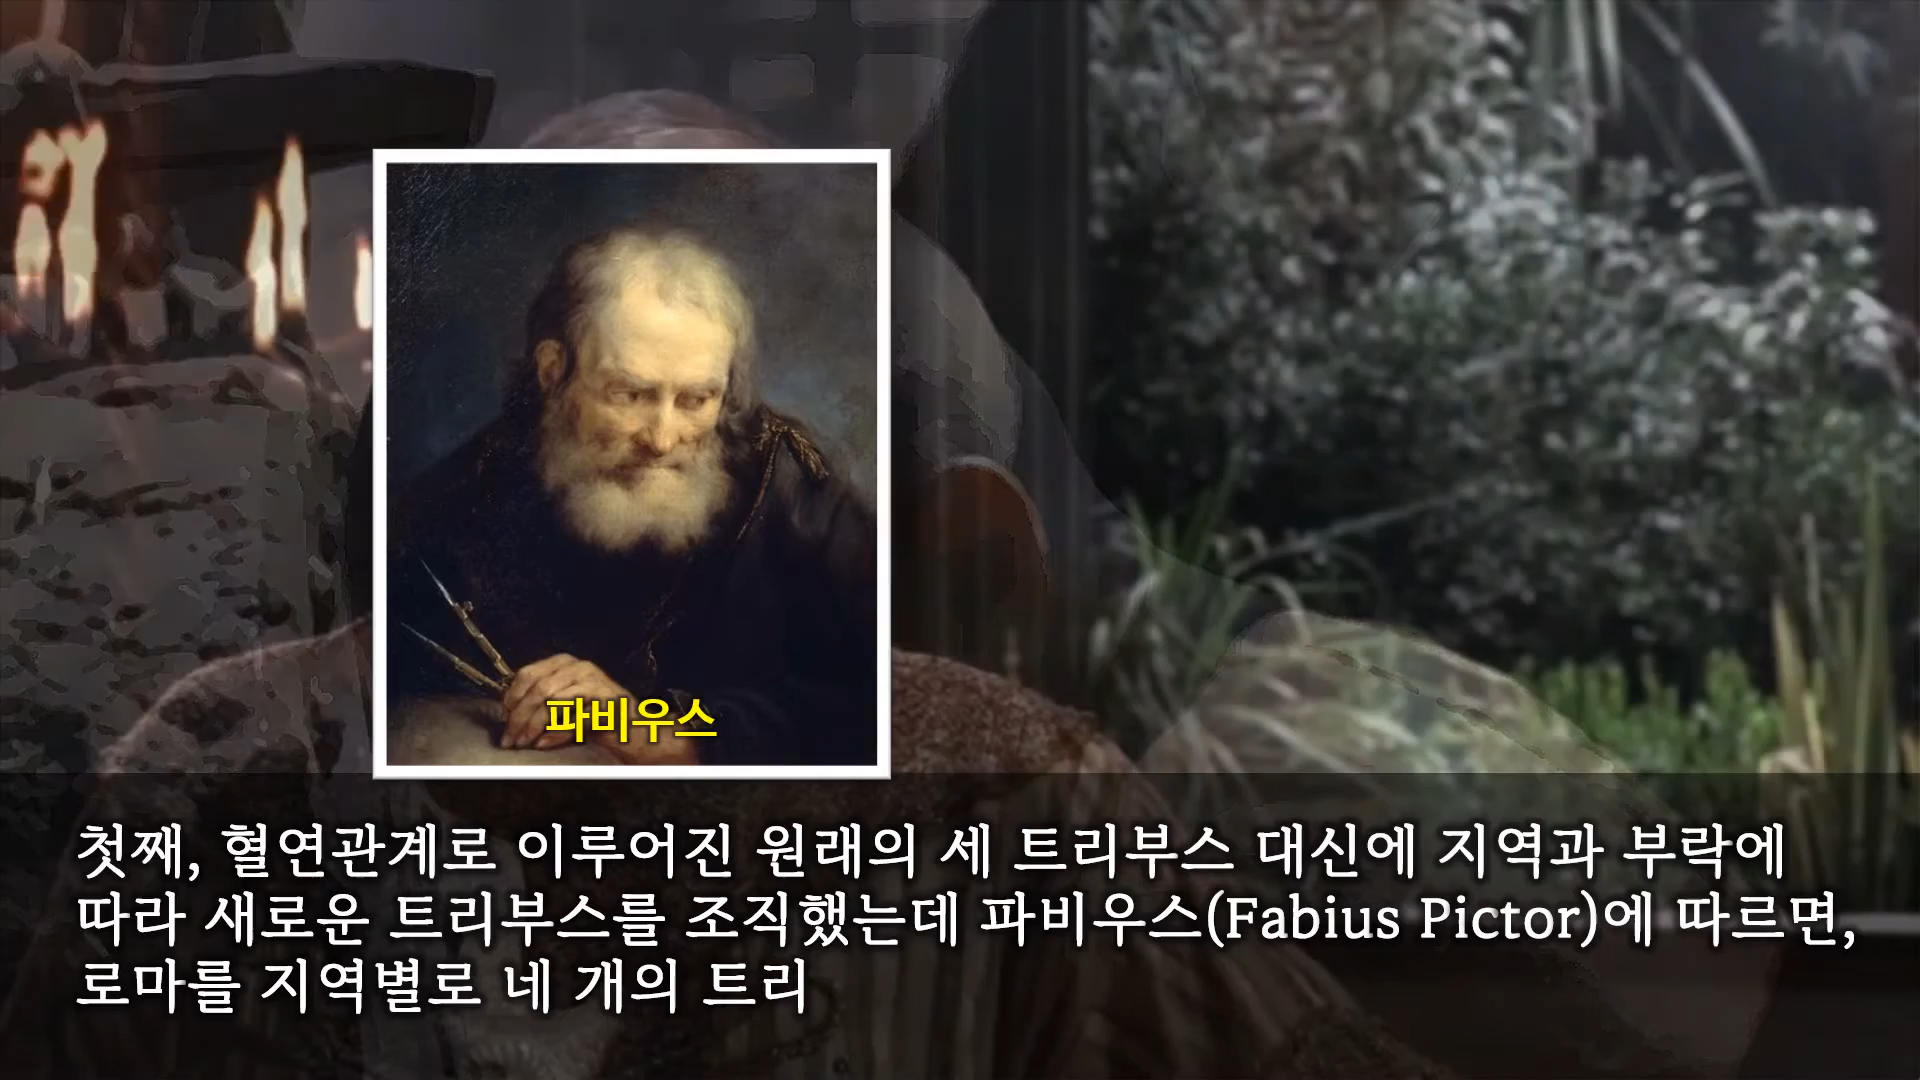 파비우스
첫째, 혈연관계로 이루어진 원래의 세 트리부스 대신에 지역과 부락에
따라 새로운 트리부스를 조직했는데 파비우스(Fabius Pictor)에 따르면,
로마를 지역별로 네 개의 트리